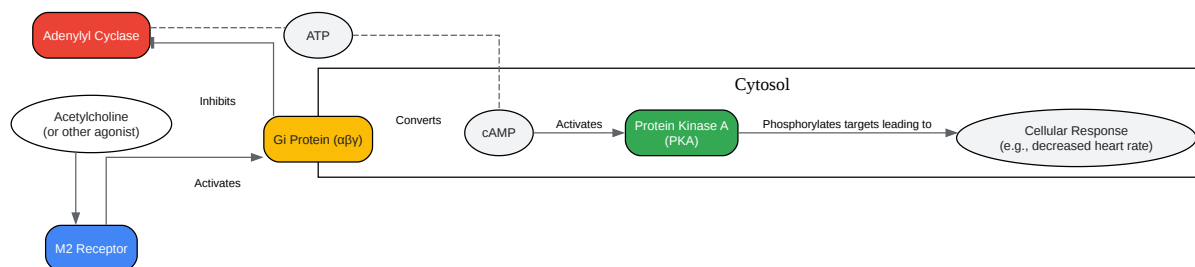 Adenylyl Cyclase
ATP
Cytosol
Inhibits
Acetylcholine
(or other agonist)
Gi Protein (αβγ)
Converts
cAMP
Activates
Protein Kinase A
(PKA)
Phosphorylates targets leading to
Cellular Response
(e.g., decreased heart rate)
Activates
M2 Receptor